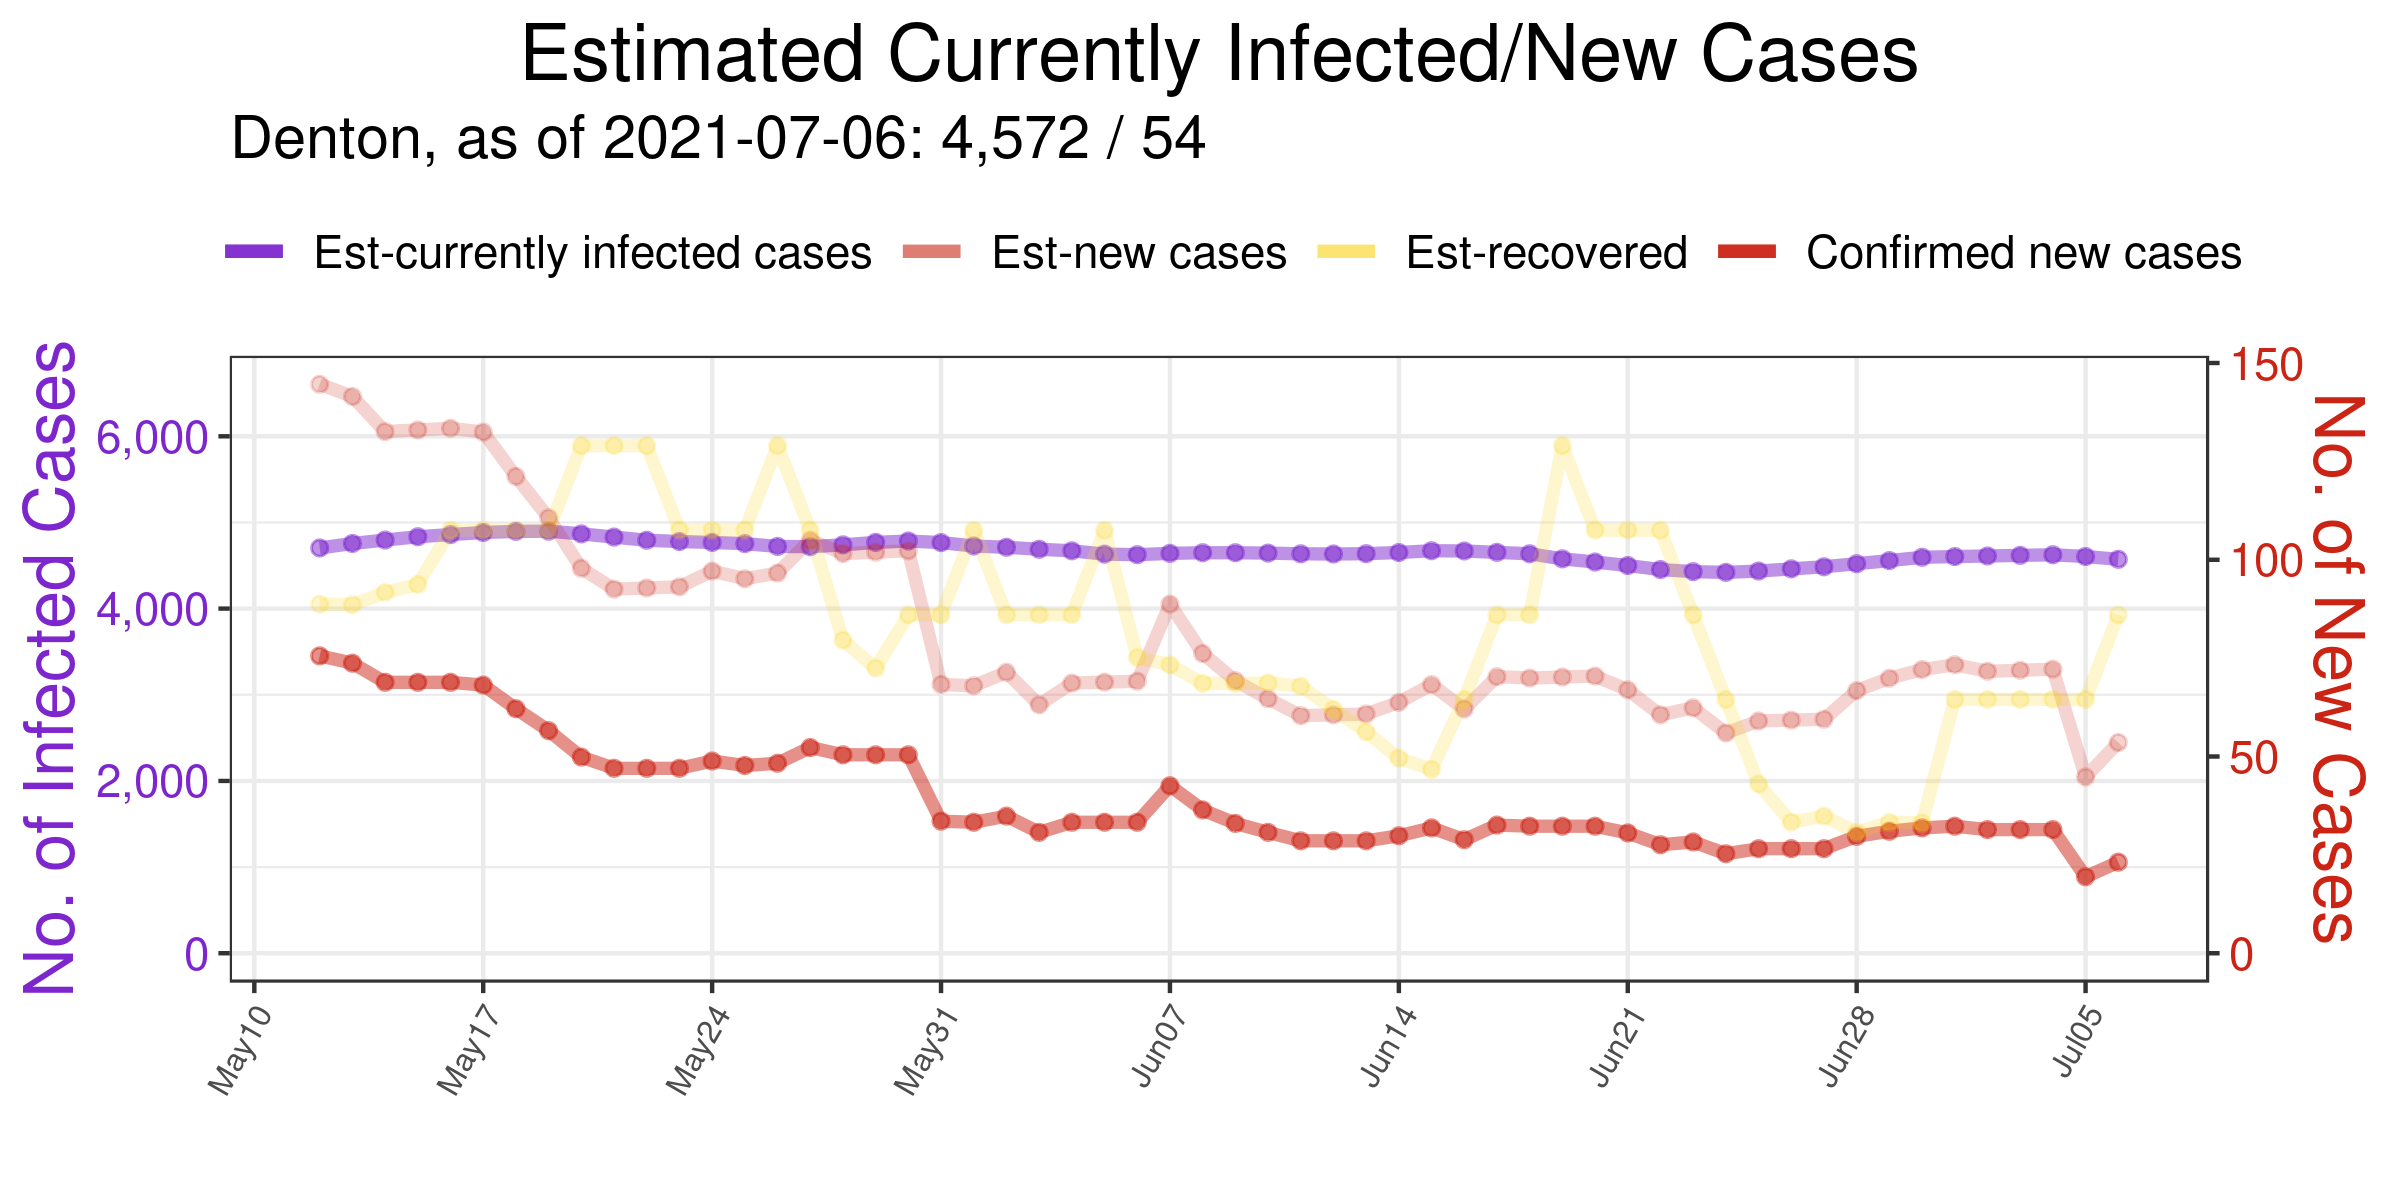 Estimated Currently Infected/New Cases
Denton, as of 2021-07-06: 4,572 / 54
Est-currently infected cases Est-new cases Est-recovered Confirmed new cases
No. of Infected Cases
6,000
4,000
2,000
0
150
100
50
0
No. of New Cases
May10 May17 May24 May31 Jun07 Jun14 Jun21 Jun28 Jul05